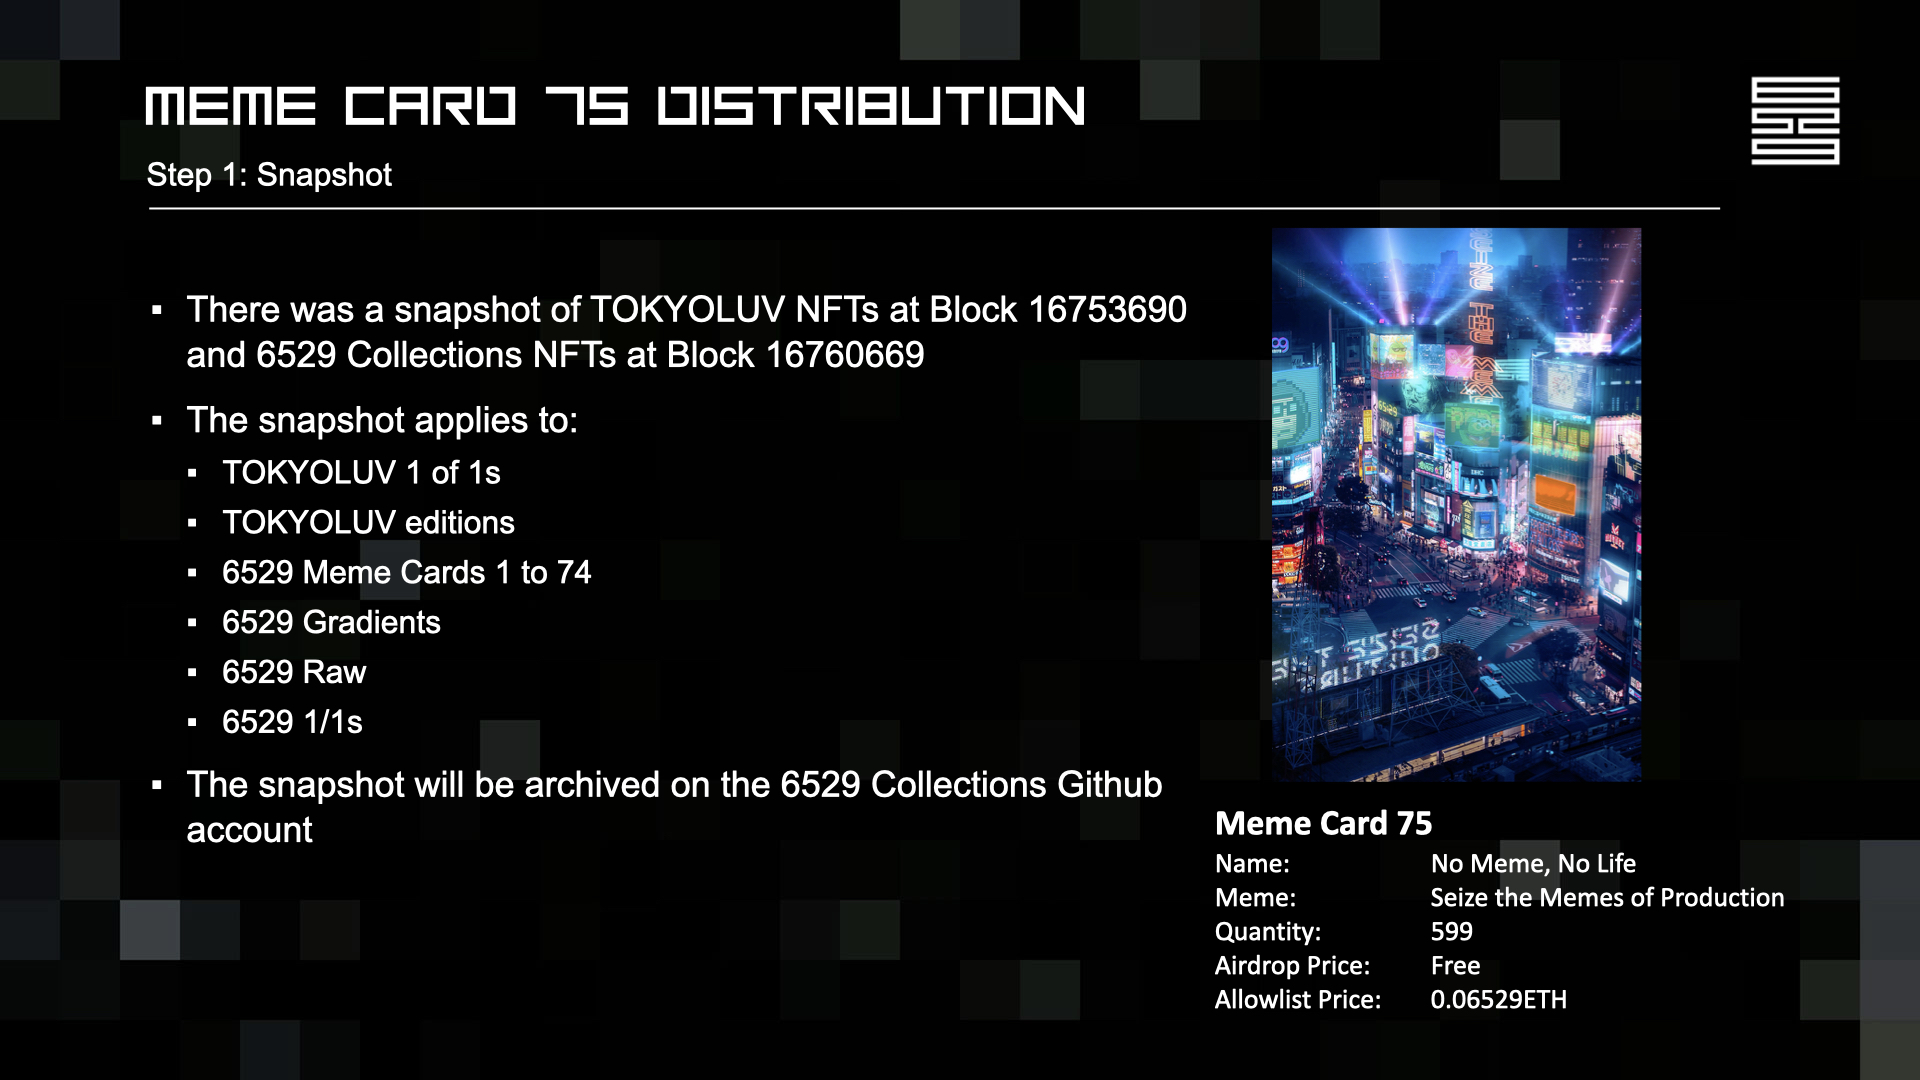 MEME CARD 75 DISTRIBUTION
Step 1: Snapshot
▪ There was a snapshot of TOKYOLUV NFTs at Block 16753690
and 6529 Collections NFTs at Block 16760669
▪ The snapshot applies to:
▪ TOKYOLUV 1 of 1s
▪ TOKYOLUV editions
▪ 6529 Meme Cards 1 to 74
▪ 6529 Gradients
▪ 6529 Raw
▪ 6529 1/1s
▪ The snapshot will be archived on the 6529 Collections Github
account
6529
Meme Card 75
Name: No Meme, No Life
Meme: Seize the Memes of Production
Quantity: 599
Airdrop Price: Free
Allowlist Price: 0.06529ETH